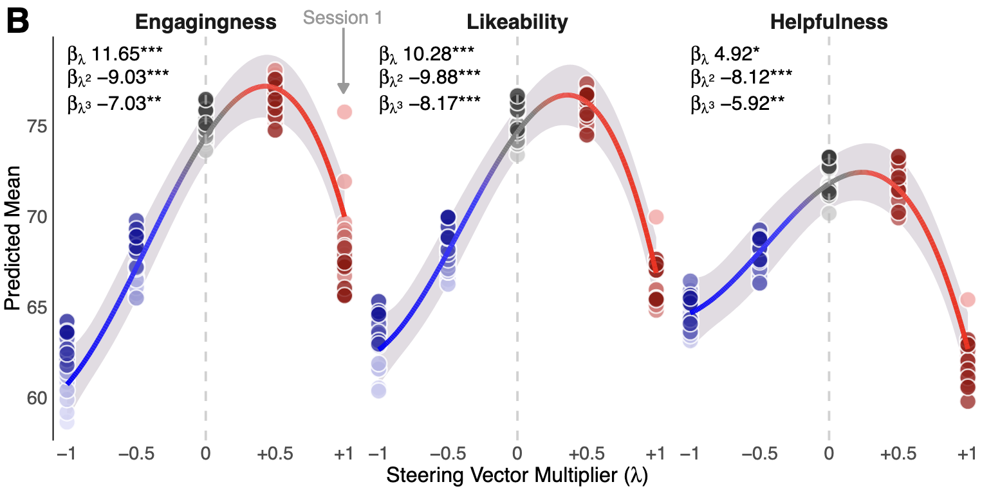 B
Engagingness
Session 1
Likeability
Helpfulness
βλ 11.65***
βλ² −9.03***
βλ³ −7.03**
βλ 10.28***
βλ² −9.88***
βλ³ −8.17***
βλ 4.92*
βλ² −8.12***
βλ³ −5.92**
Predicted Mean
75
70
65
60
−1 −0.5 0 +0.5 +1
−1 −0.5 0 +0.5 +1
−1 −0.5 0 +0.5 +1
Steering Vector Multiplier (λ)